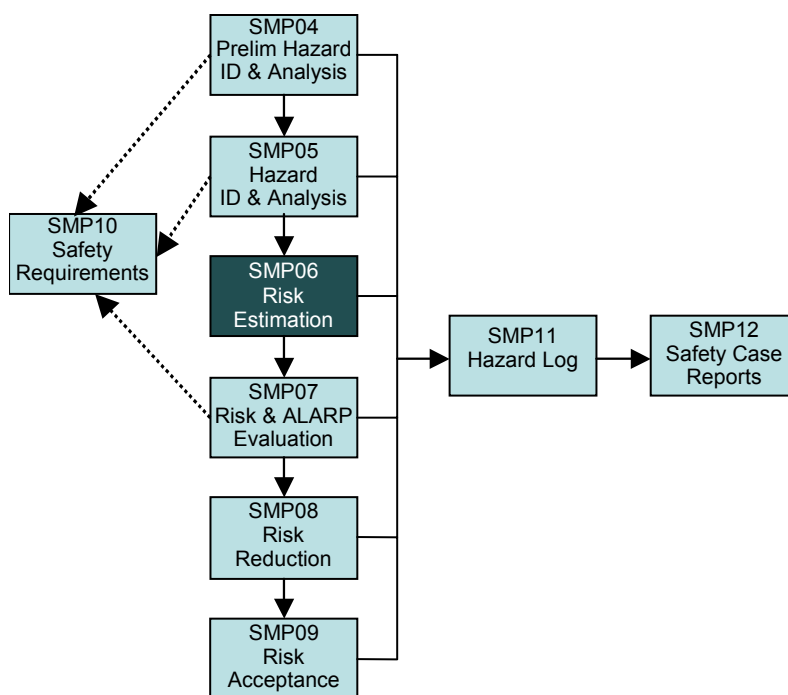 SMP04
Prelim Hazard
ID & Analysis
SMP05
Hazard
ID & Analysis
SMP10
Safety
Requirements
SMP06
Risk
Estimation
SMP11
Hazard Log
SMP12
Safety Case
Reports
SMP07
Risk & ALARP
Evaluation
SMP08
Risk
Reduction
SMP09
Risk
Acceptance